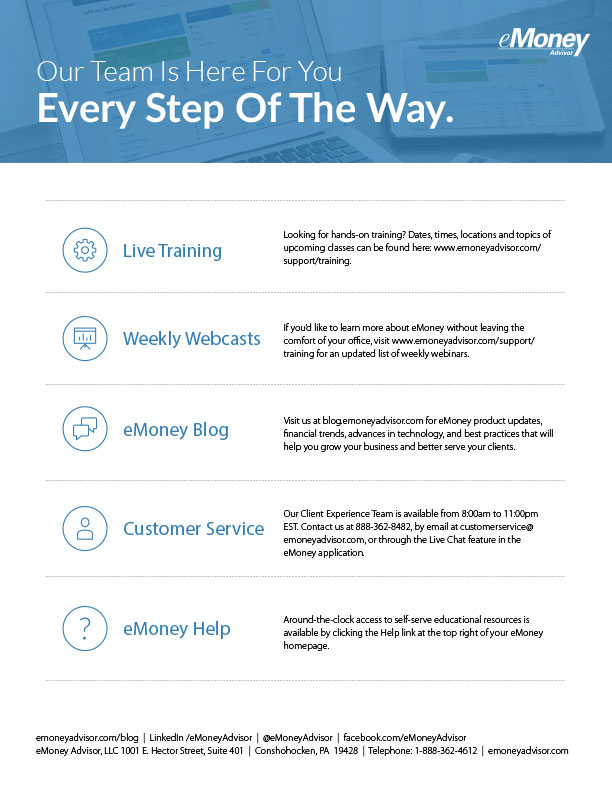 eMoney
Advisor
Our Team Is Here For You
Every Step Of The Way.
Live Training
Looking for hands-on training? Dates, times, locations and topics of
upcoming classes can be found here: www.emoneyadvisor.com/
support/training.
Weekly Webcasts
If you'd like to learn more about eMoney without leaving the
comfort of your office, visit www.emoneyadvisor.com/support/
training for an updated list of weekly webinars.
eMoney Blog
Visit us at blog.emoneyadvisor.com for eMoney product updates,
financial trends, advances in technology, and best practices that will
help you grow your business and better serve your clients.
Customer Service
Our Client Experience Team is available from 8:00am to 11:00pm
EST. Contact us at 888-362-8482, by email at customerservice@
emoneyadvisor.com, or through the Live Chat feature in the
eMoney application.
?
eMoney Help
Around-the-clock access to self-serve educational resources is
available by clicking the Help link at the top right of your eMoney
homepage.
emoneyadvisor.com/blog | LinkedIn /eMoneyAdvisor | @eMoneyAdvisor | facebook.com/eMoneyAdvisor
eMoney Advisor, LLC 1001 E. Hector Street, Suite 401 | Conshohocken, PA 19428 | Telephone: 1-888-362-4612 | emoneyadvisor.com